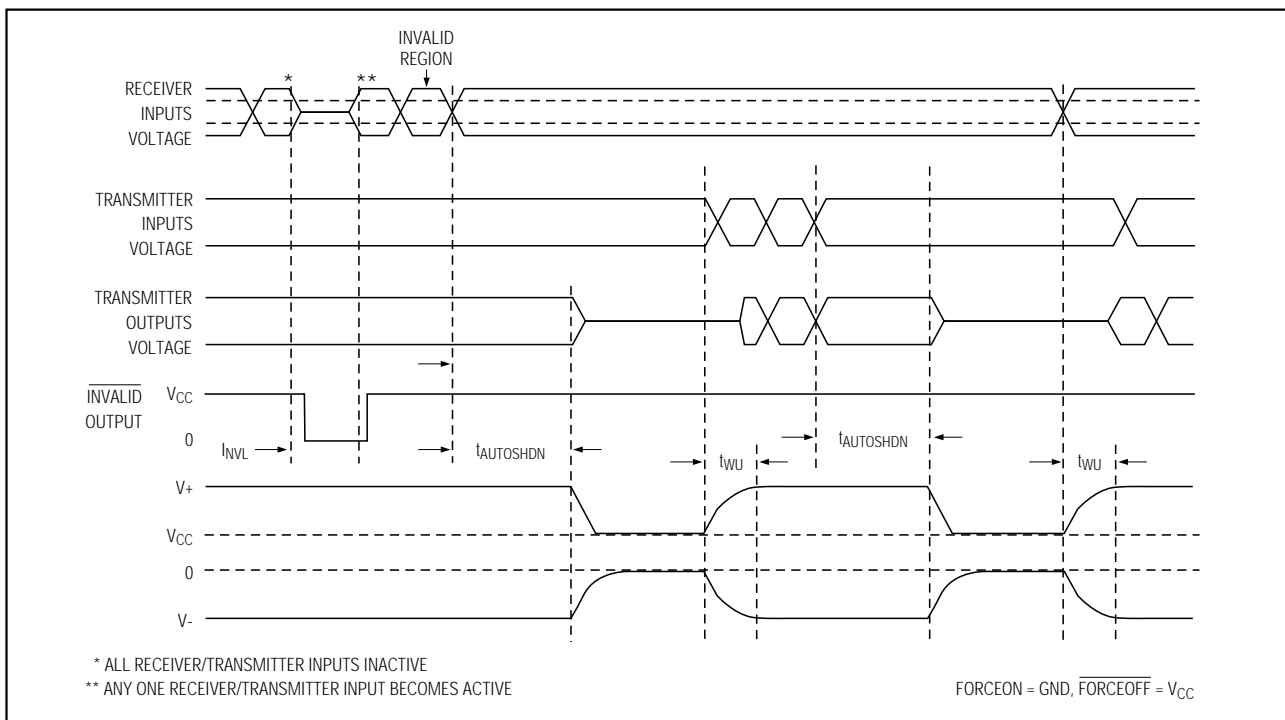 INVALID
REGION
*
**
RECEIVER
INPUTS
VOLTAGE
TRANSMITTER
INPUTS
VOLTAGE
TRANSMITTER
OUTPUTS
VOLTAGE
INVALID
OUTPUT
VCC
0
INVL
tAUTOSHDN
tWU
tAUTOSHDN
tWU
V+
VCC
0
V-
* ALL RECEIVER/TRANSMITTER INPUTS INACTIVE
** ANY ONE RECEIVER/TRANSMITTER INPUT BECOMES ACTIVE
FORCEON = GND, FORCEOFF = VCC